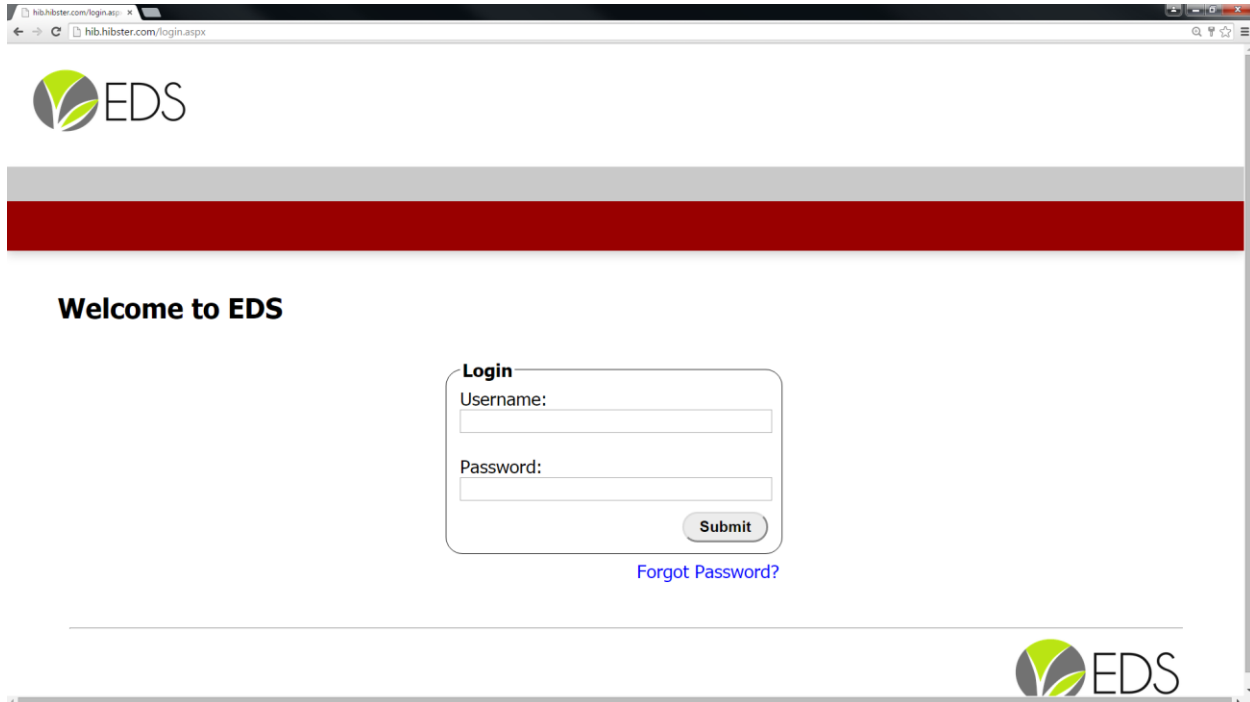 hib.hibster.com/login.asp
hib.hibster.com/login.aspx
EDS
Welcome to EDS
Login
Username:
Password:
Submit
Forgot Password?
EDS